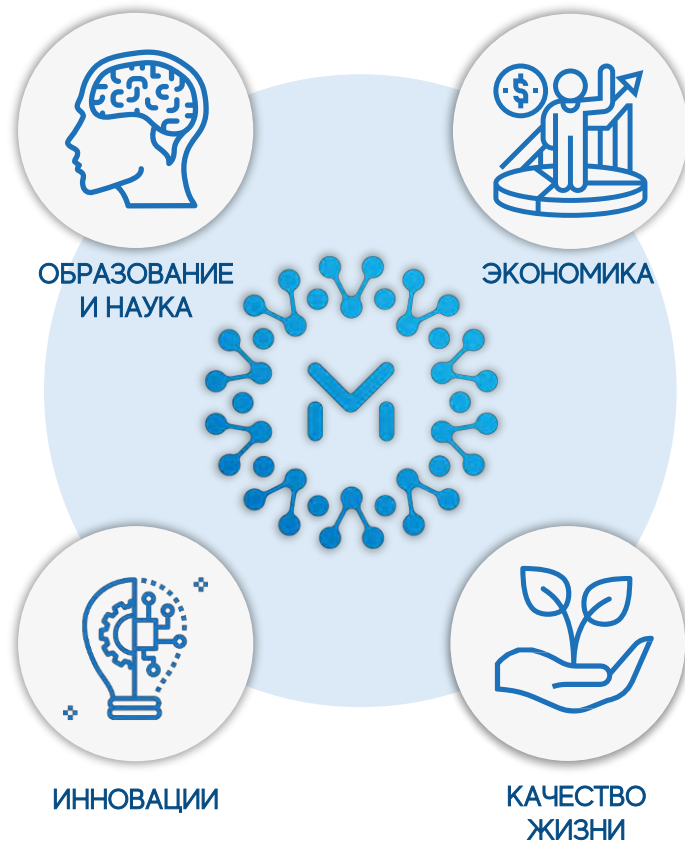 ОБРАЗОВАНИЕ
И НАУКА
ЭКОНОМИКА
$
М
ИННОВАЦИИ
КАЧЕСТВО
ЖИЗНИ